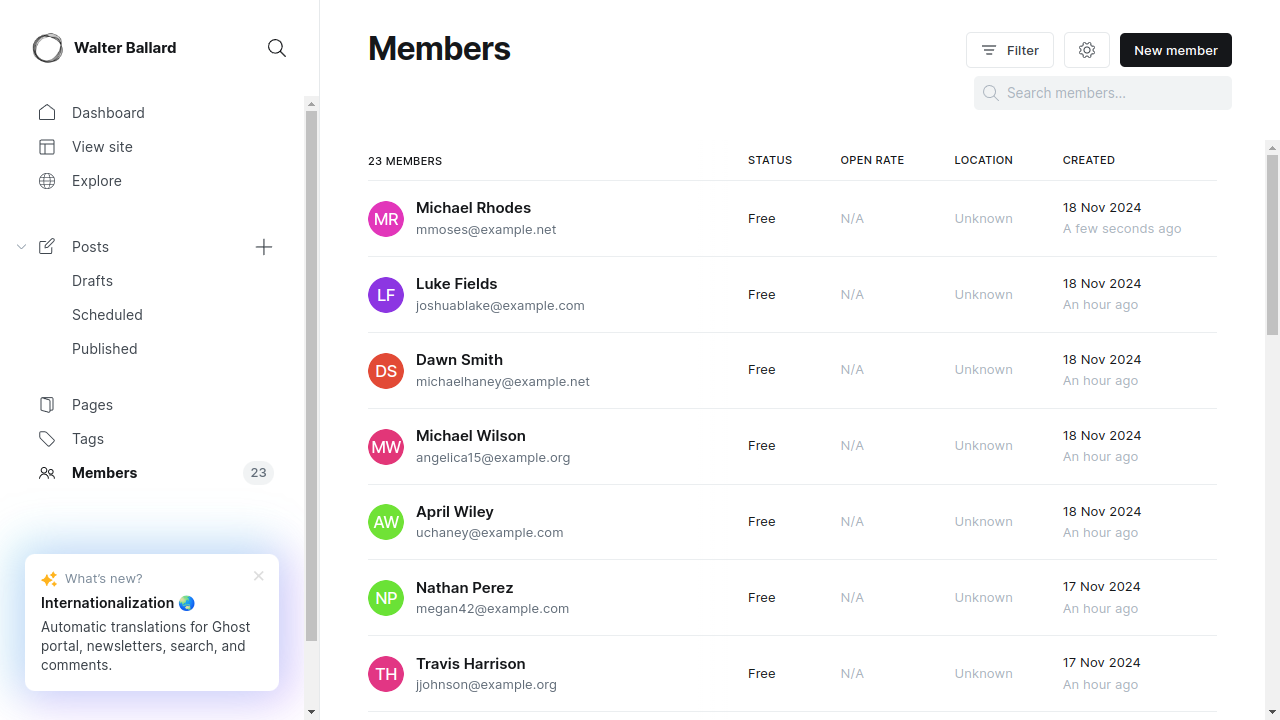 Walter Ballard
Dashboard
View site
Explore
Posts
Drafts
Scheduled
Published
Pages
Tags
Members
23
What's new?
Internationalization 🌏
Automatic translations for Ghost
portal, newsletters, search, and
comments.
Members
Filter
New member
Search members...
23 MEMBERS STATUS OPEN RATE LOCATION CREATED
MR Michael Rhodes mmoses@example.net Free N/A Unknown 18 Nov 2024 A few seconds ago
LF Luke Fields joshuablake@example.com Free N/A Unknown 18 Nov 2024 An hour ago
DS Dawn Smith michaelhaney@example.net Free N/A Unknown 18 Nov 2024 An hour ago
MW Michael Wilson angelica15@example.org Free N/A Unknown 18 Nov 2024 An hour ago
AW April Wiley uchaney@example.com Free N/A Unknown 18 Nov 2024 An hour ago
NP Nathan Perez megan42@example.com Free N/A Unknown 17 Nov 2024 An hour ago
TH Travis Harrison jjohnson@example.org Free N/A Unknown 17 Nov 2024 An hour ago